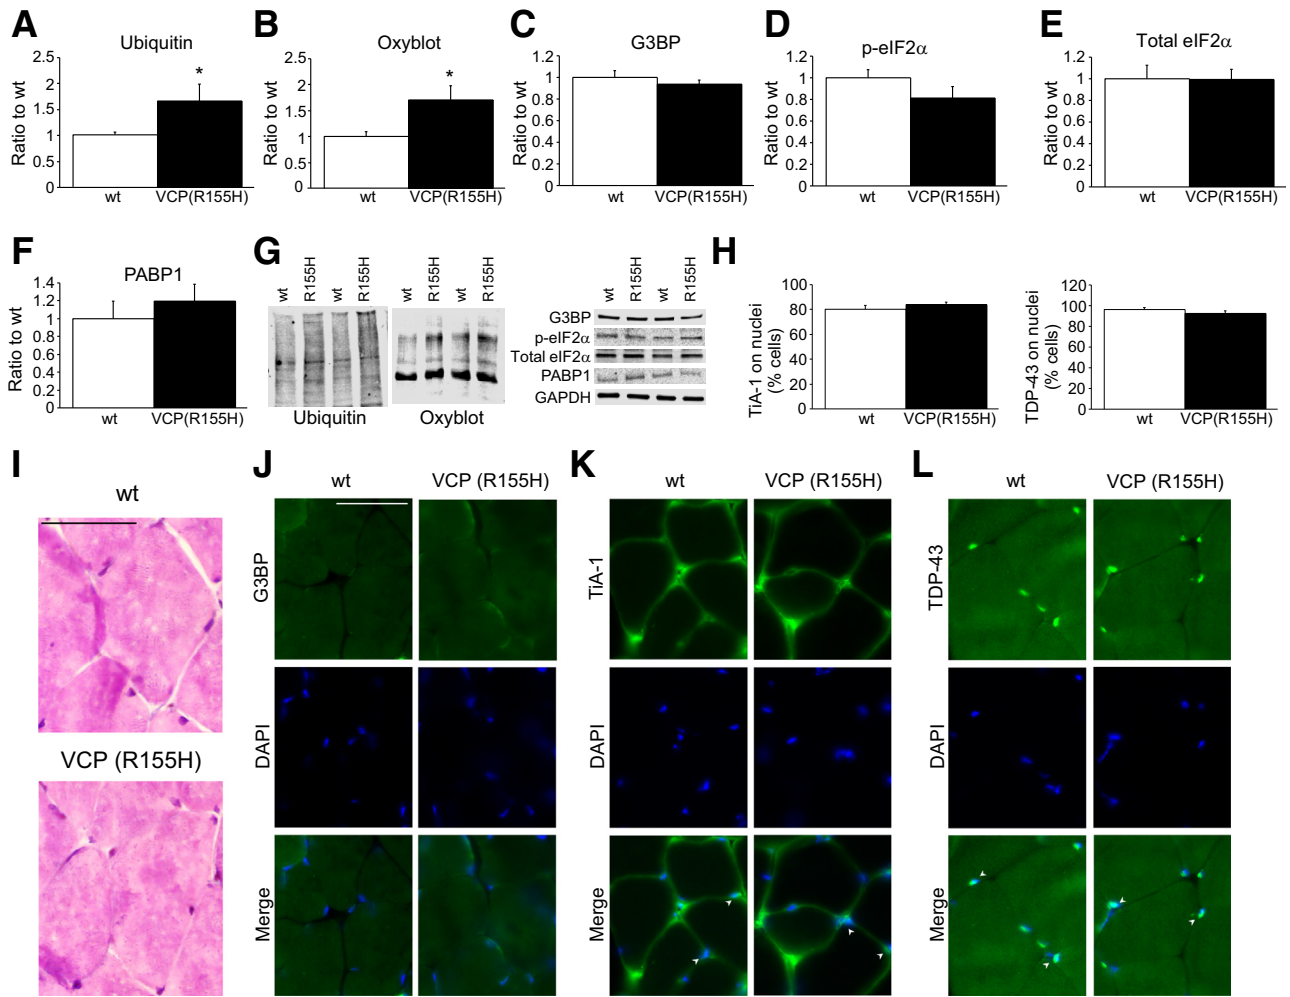 A
Ubiquitin
Ratio to wt
2.5
2
1.5
1
0.5
0
*
wt
VCP(R155H)
B
Oxyblot
Ratio to wt
2.5
2
1.5
1
0.5
0
*
wt
VCP(R155H)
C
G3BP
Ratio to wt
1.2
1
0.8
0.6
0.4
0.2
0
wt
VCP(R155H)
D
p-eIF2α
Ratio to wt
1.2
1
0.8
0.6
0.4
0.2
0
wt
VCP(R155H)
E
Total eIF2α
Ratio to wt
1.2
1
0.8
0.6
0.4
0.2
0
wt
VCP(R155H)
F
PABP1
Ratio to wt
1.4
1.2
1
0.8
0.6
0.4
0.2
0
wt
VCP(R155H)
G
wt
R155H
wt
R155H
Ubiquitin
wt
R155H
wt
R155H
Oxyblot
wt
R155H
wt
R155H
G3BP
p-eIF2α
Total eIF2α
PABP1
GAPDH
H
TiA-1 on nuclei
(% cells)
100
80
60
40
20
0
wt
VCP(R155H)
TDP-43 on nuclei
(% cells)
120
100
80
60
40
20
0
wt
VCP(R155H)
I
wt
VCP (R155H)
J
wt
VCP (R155H)
G3BP
DAPI
Merge
K
wt
VCP (R155H)
TiA-1
DAPI
Merge
L
wt
VCP (R155H)
TDP-43
DAPI
Merge